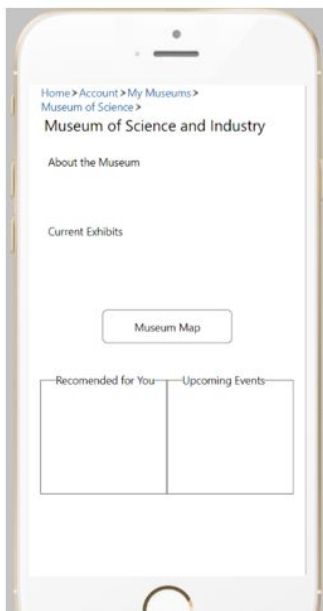 Home > Account > My Museums >
Museum of Science >
Museum of Science and Industry
About the Museum
Current Exhibits
Museum Map
Recomended for You
Upcoming Events